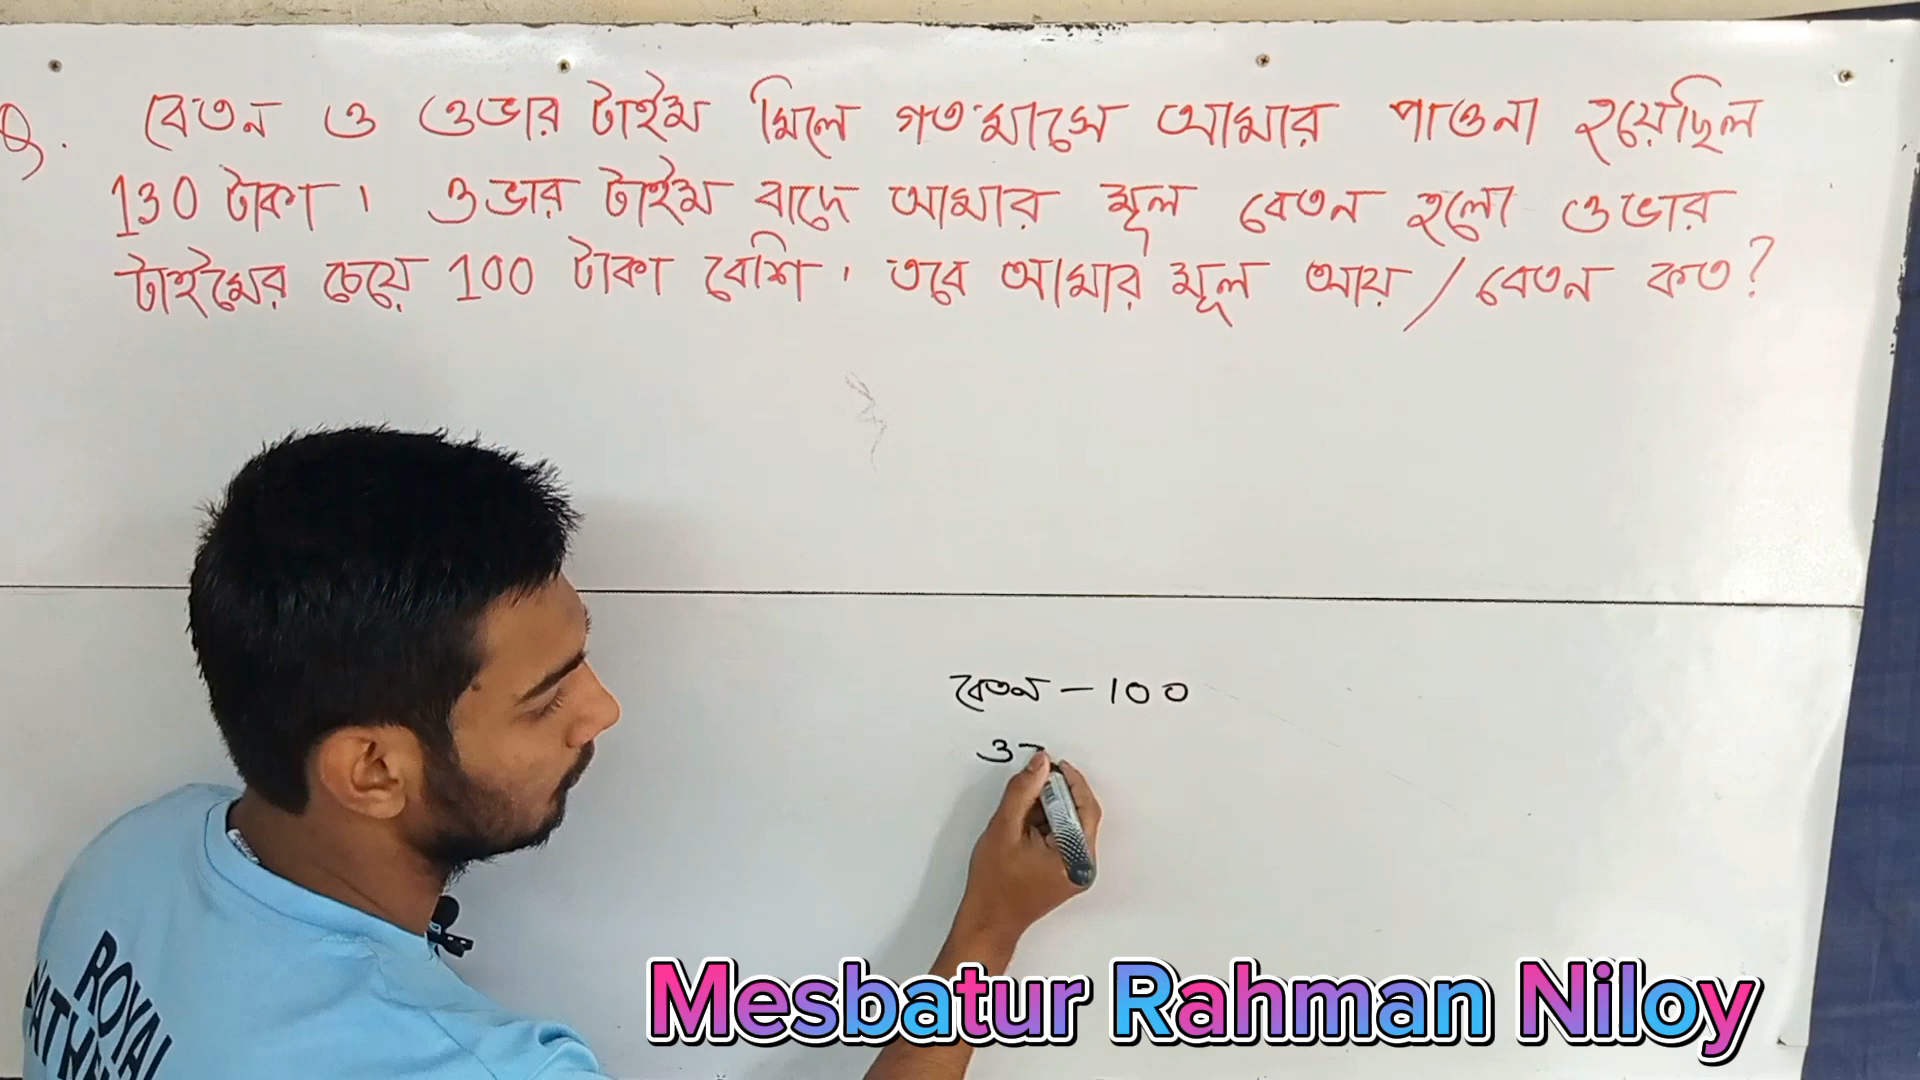 Q. বেতন ও ওভার টাইম মিলে গত মাসে আমার পাওনা হয়েছিল
130 টাকা। ওভার টাইম বাদে আমার মূল বেতন হলো ওভার
টাইমের চেয়ে 100 টাকা বেশি। তবে আমার মূল আয় / বেতন কত?
বেতন - 100
ও
ROYAL
Mesbatur Rahman Niloy